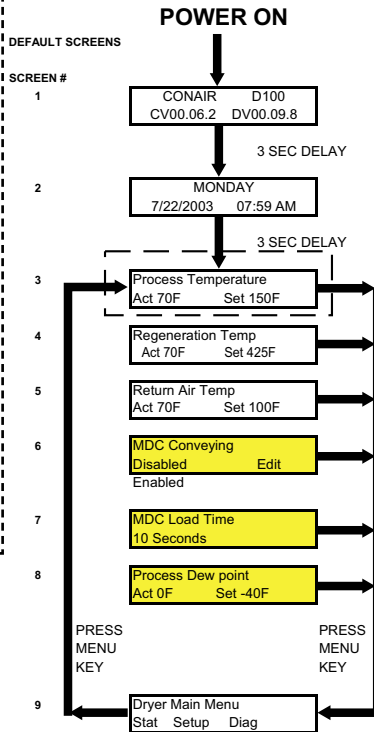 POWER ON
DEFAULT SCREENS
SCREEN #
1
CONAIR D100
CV00.06.2 DV00.09.8
3 SEC DELAY
2
MONDAY
7/22/2003 07:59 AM
3 SEC DELAY
3
Process Temperature
Act 70F Set 150F
4
Regeneration Temp
Act 70F Set 425F
5
Return Air Temp
Act 70F Set 100F
6
MDC Conveying
Disabled Edit
Enabled
7
MDC Load Time
10 Seconds
8
Process Dew point
Act 0F Set -40F
PRESS
MENU
KEY
PRESS
MENU
KEY
9
Dryer Main Menu
Stat Setup Diag